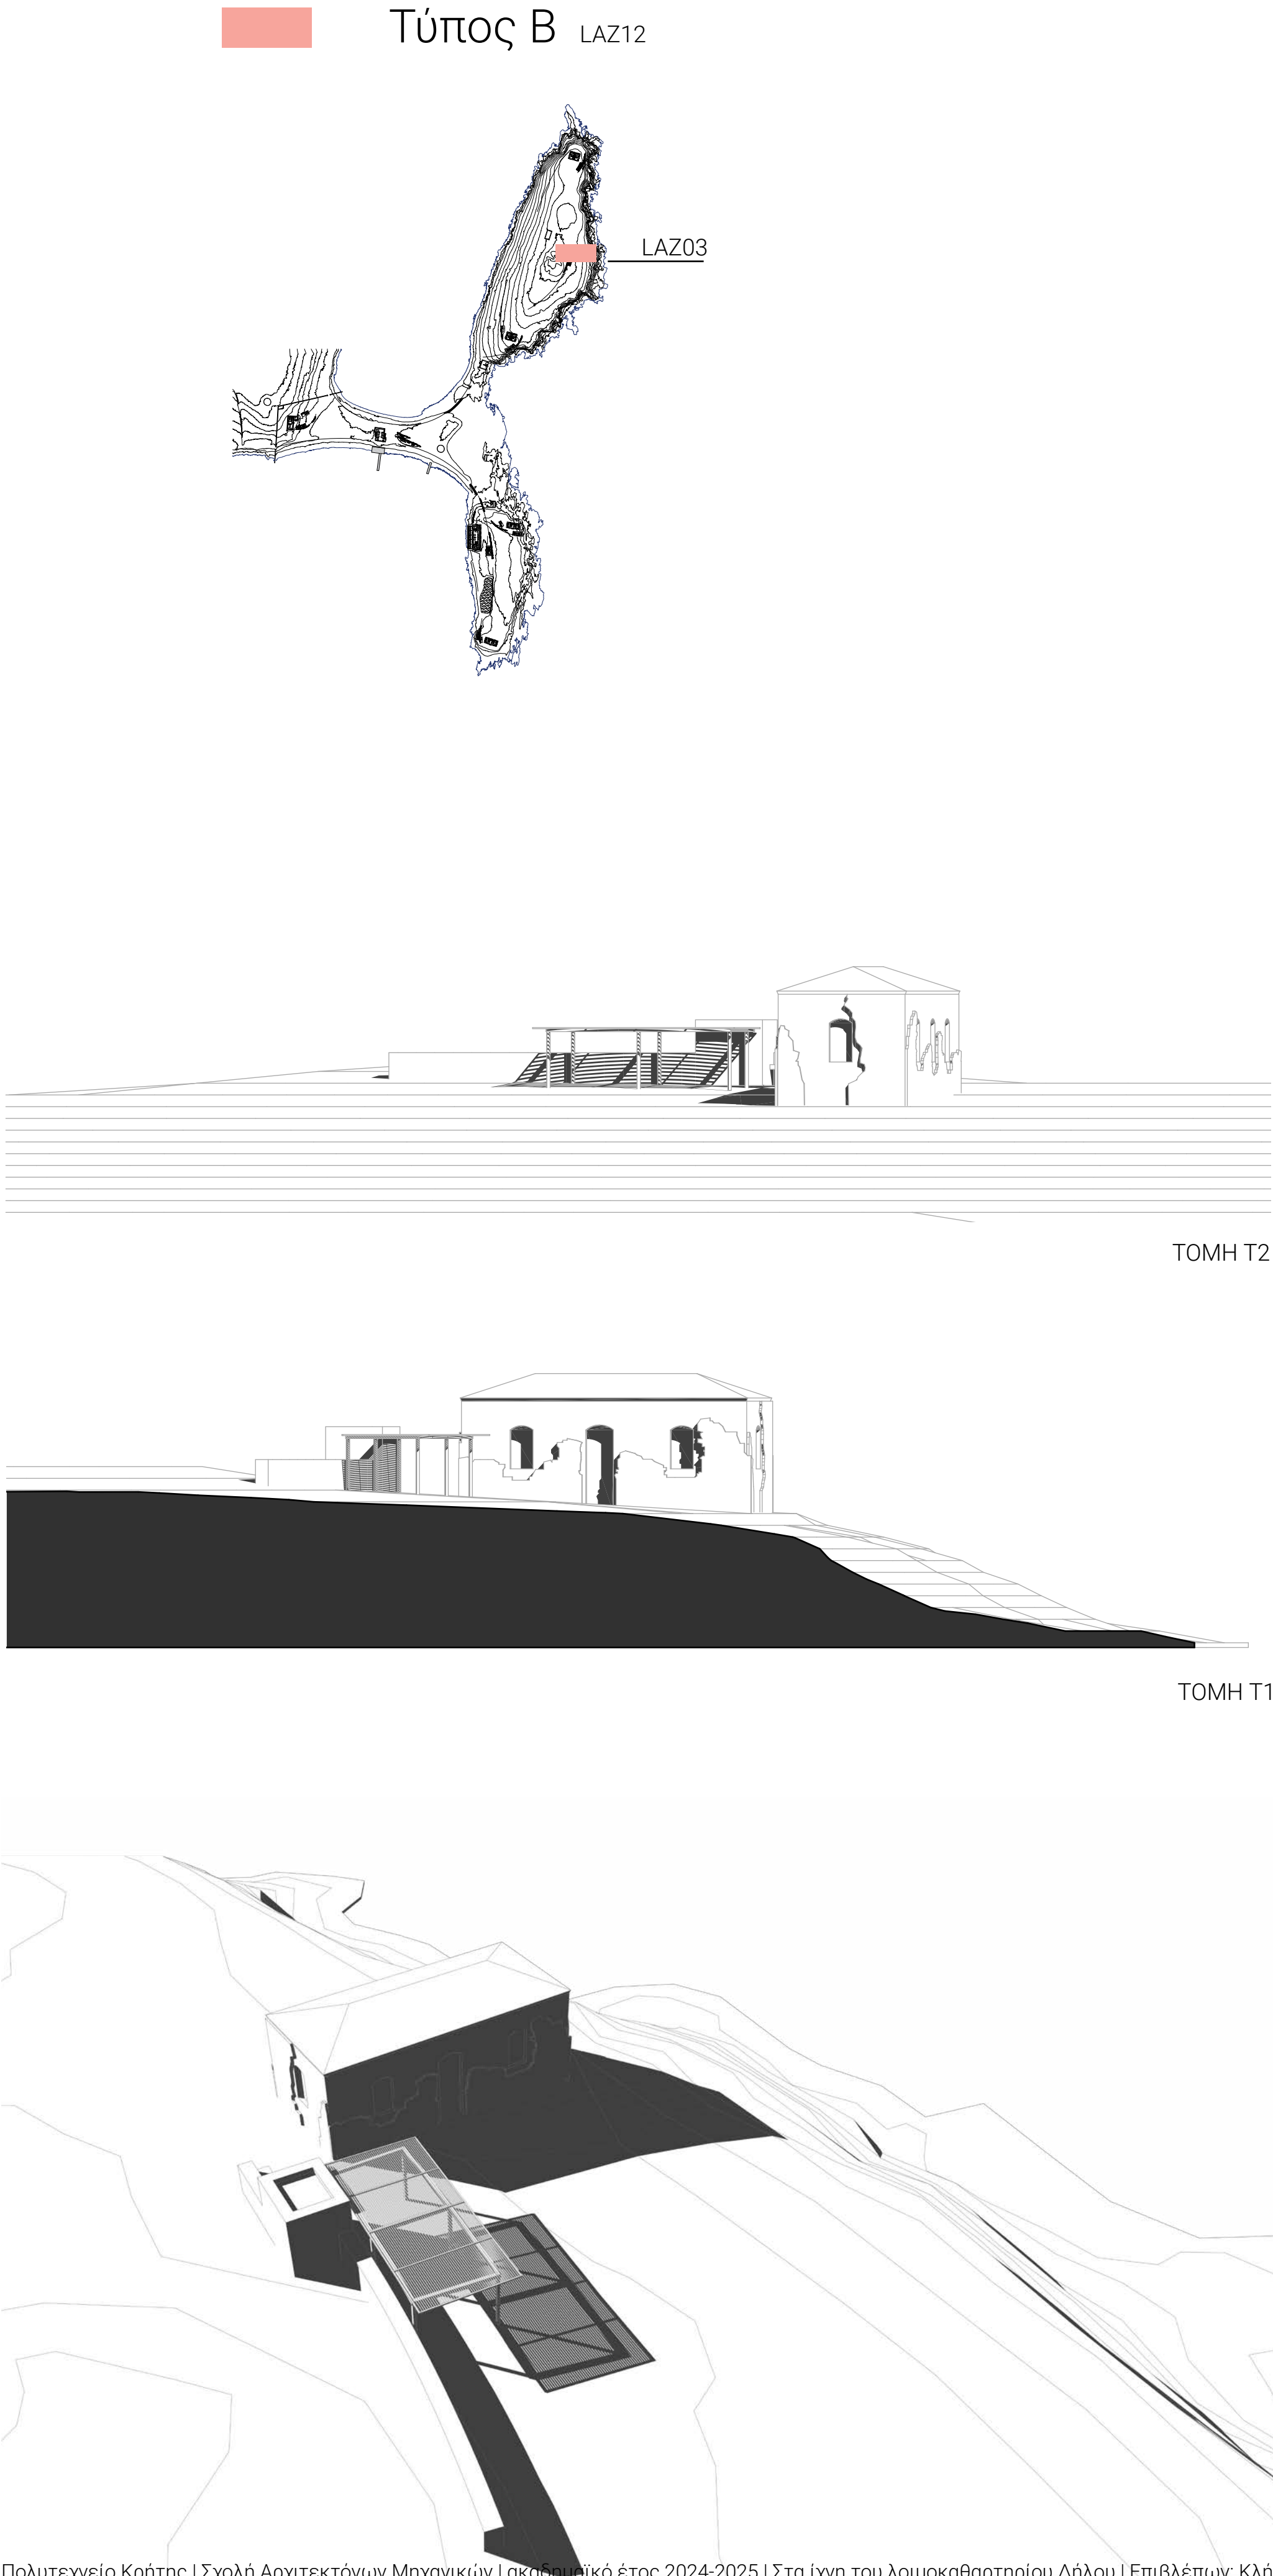 Τύπος Β LAZ12
LAZ03
ΤΟΜΗ Τ2
ΤΟΜΗ Τ1
Πολυτεχνείο Κρήτης | Σχολή Αρχιτεκτόνων Μηχανικών | ακαδημαϊκό έτος 2024-2025 | Στα ίχνη του λοιμοκαθαρτηρίου Δήλου | Επιβλέπων: Κλή